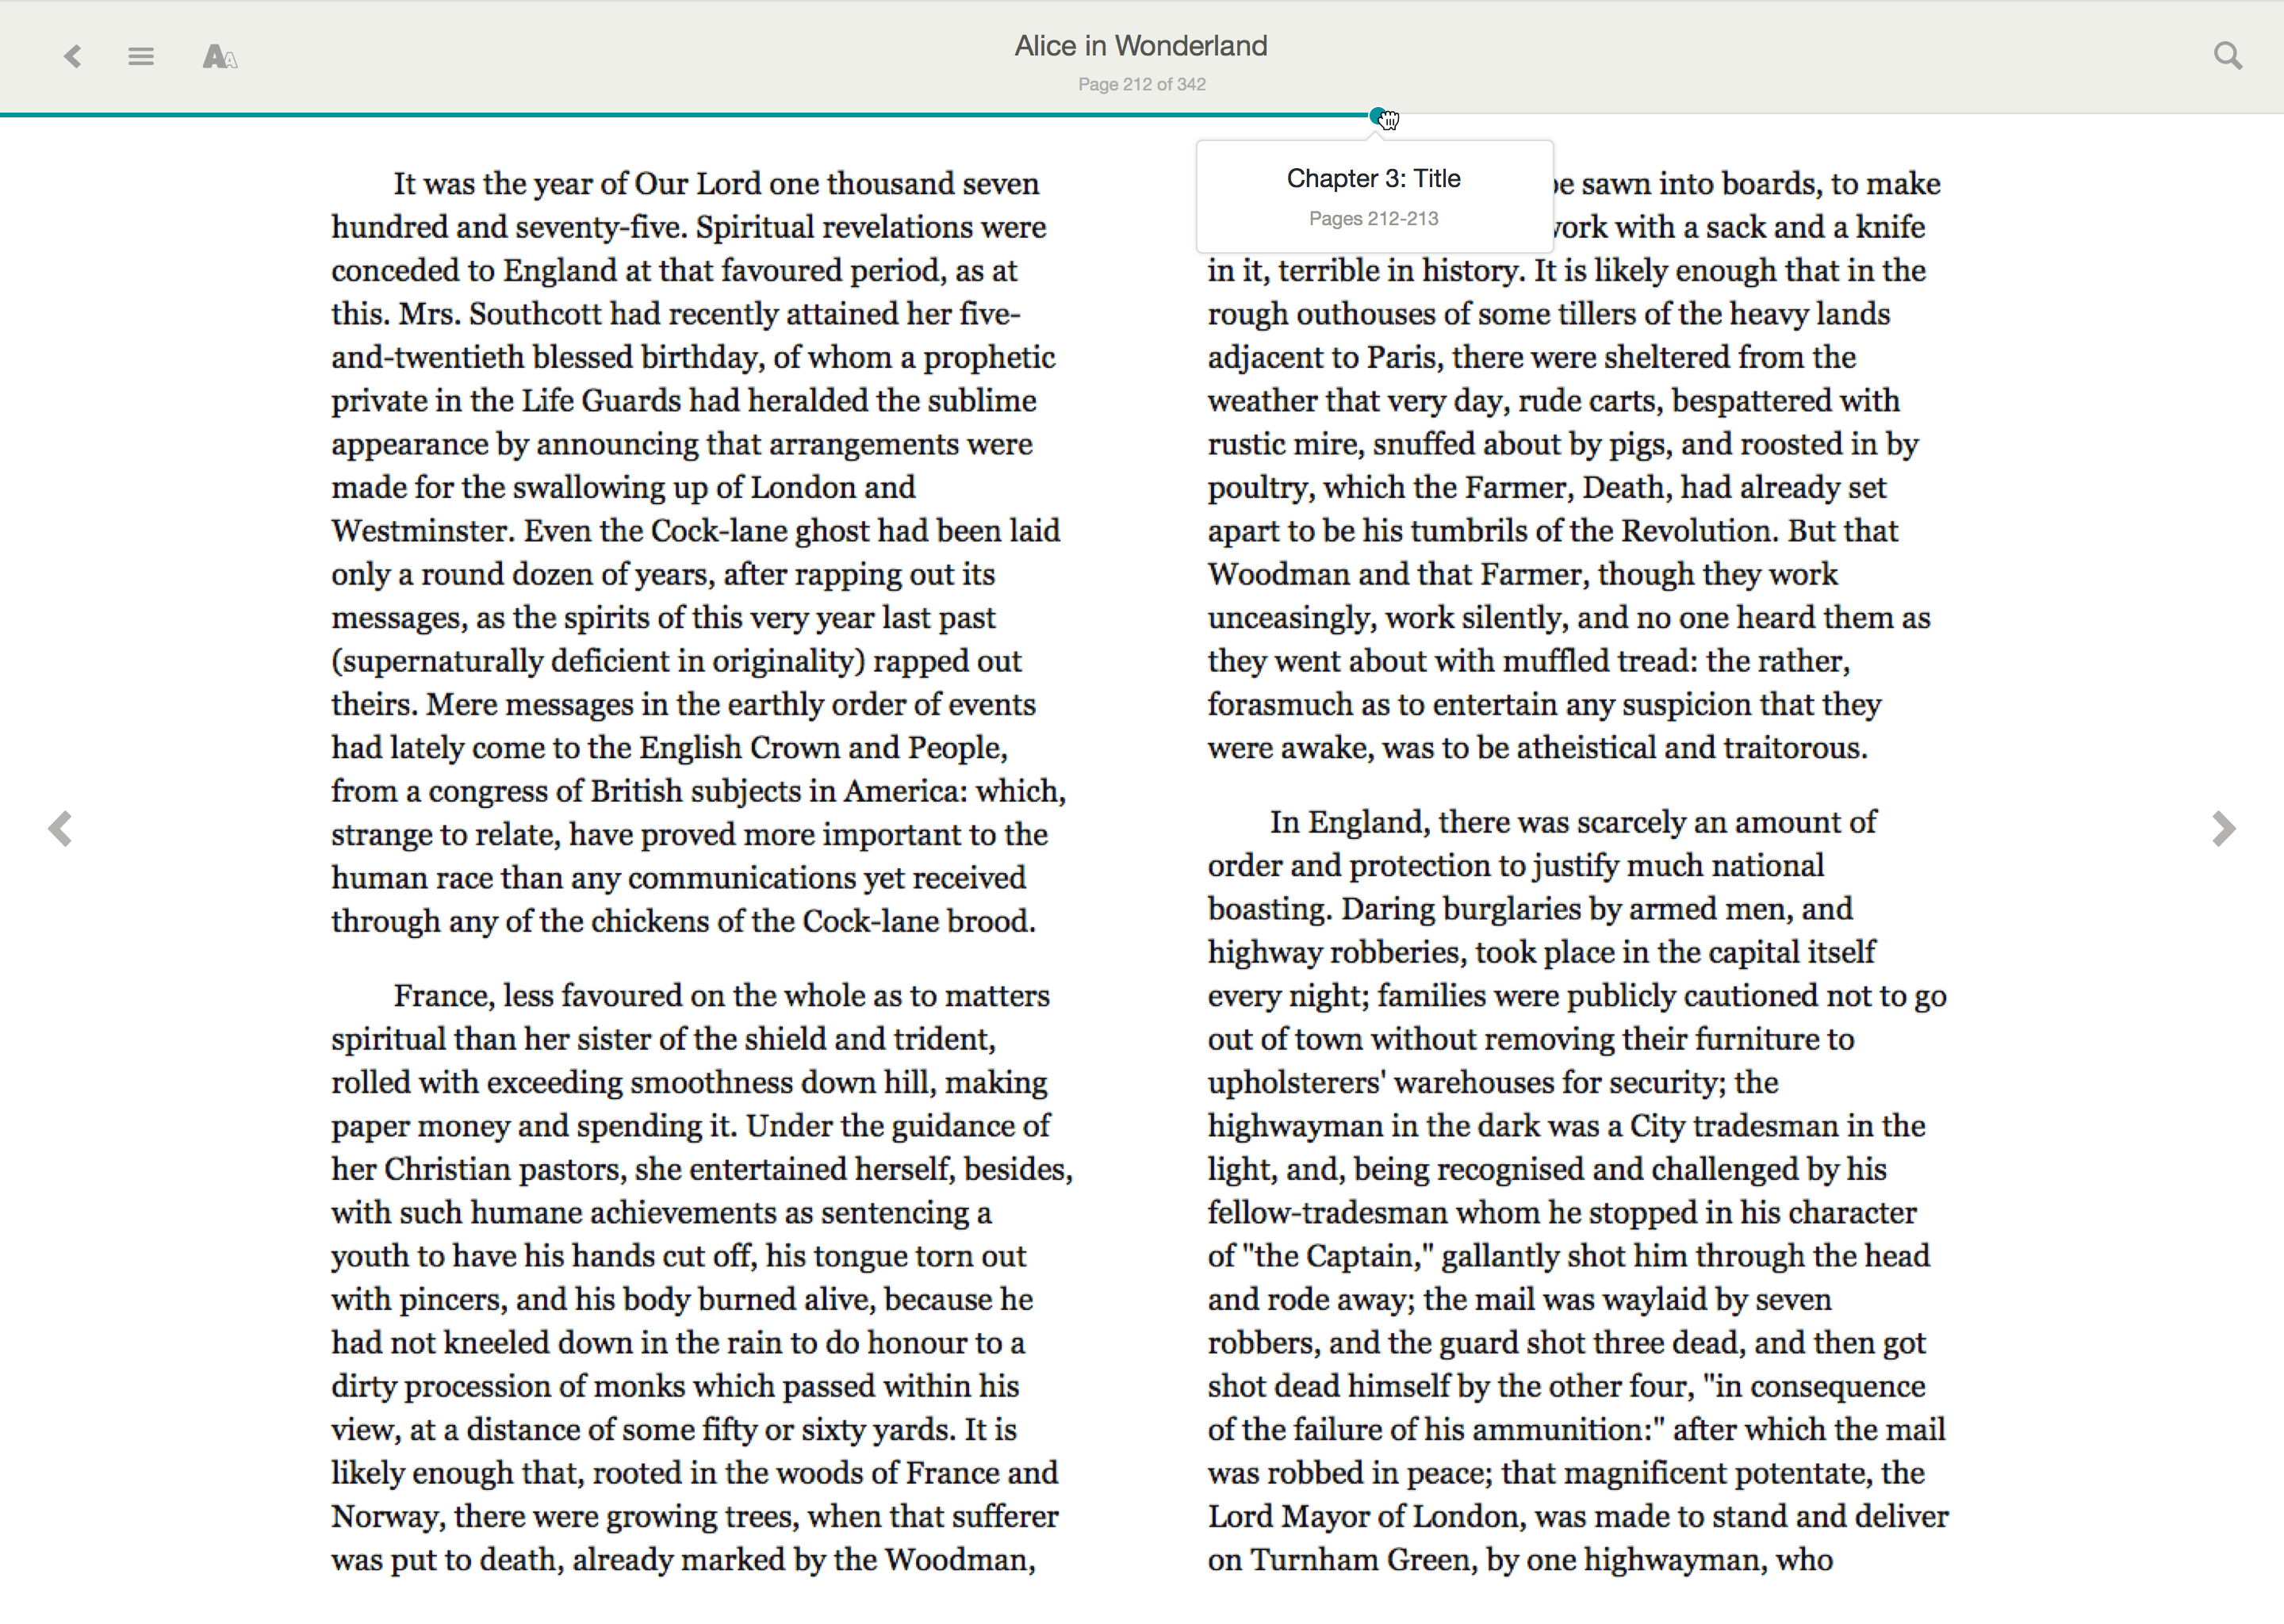 AA
Alice in Wonderland
Page 212 of 342
Chapter 3: Title
Pages 212-213
It was the year of Our Lord one thousand seven
hundred and seventy-five. Spiritual revelations were
conceded to England at that favoured period, as at
this. Mrs. Southcott had recently attained her five-
and-twentieth blessed birthday, of whom a prophetic
private in the Life Guards had heralded the sublime
appearance by announcing that arrangements were
made for the swallowing up of London and
Westminster. Even the Cock-lane ghost had been laid
only a round dozen of years, after rapping out its
messages, as the spirits of this very year last past
(supernaturally deficient in originality) rapped out
theirs. Mere messages in the earthly order of events
had lately come to the English Crown and People,
from a congress of British subjects in America: which,
strange to relate, have proved more important to the
human race than any communications yet received
through any of the chickens of the Cock-lane brood.
France, less favoured on the whole as to matters
spiritual than her sister of the shield and trident,
rolled with exceeding smoothness down hill, making
paper money and spending it. Under the guidance of
her Christian pastors, she entertained herself, besides,
with such humane achievements as sentencing a
youth to have his hands cut off, his tongue torn out
with pincers, and his body burned alive, because he
had not kneeled down in the rain to do honour to a
dirty procession of monks which passed within his
view, at a distance of some fifty or sixty yards. It is
likely enough that, rooted in the woods of France and
Norway, there were growing trees, when that sufferer
was put to death, already marked by the Woodman,
sawn into boards, to make
with a sack and a knife
in it, terrible in history. It is likely enough that in the
rough outhouses of some tillers of the heavy lands
adjacent to Paris, there were sheltered from the
weather that very day, rude carts, bespattered with
rustic mire, snuffed about by pigs, and roosted in by
poultry, which the Farmer, Death, had already set
apart to be his tumbrils of the Revolution. But that
Woodman and that Farmer, though they work
unceasingly, work silently, and no one heard them as
they went about with muffled tread: the rather,
forasmuch as to entertain any suspicion that they
were awake, was to be atheistical and traitorous.
In England, there was scarcely an amount of
order and protection to justify much national
boasting. Daring burglaries by armed men, and
highway robberies, took place in the capital itself
every night; families were publicly cautioned not to go
out of town without removing their furniture to
upholsterers' warehouses for security; the
highwayman in the dark was a City tradesman in the
light, and, being recognised and challenged by his
fellow-tradesman whom he stopped in his character
of "the Captain," gallantly shot him through the head
and rode away; the mail was waylaid by seven
robbers, and the guard shot three dead, and then got
shot dead himself by the other four, "in consequence
of the failure of his ammunition:" after which the mail
was robbed in peace; that magnificent potentate, the
Lord Mayor of London, was made to stand and deliver
on Turnham Green, by one highwayman, who